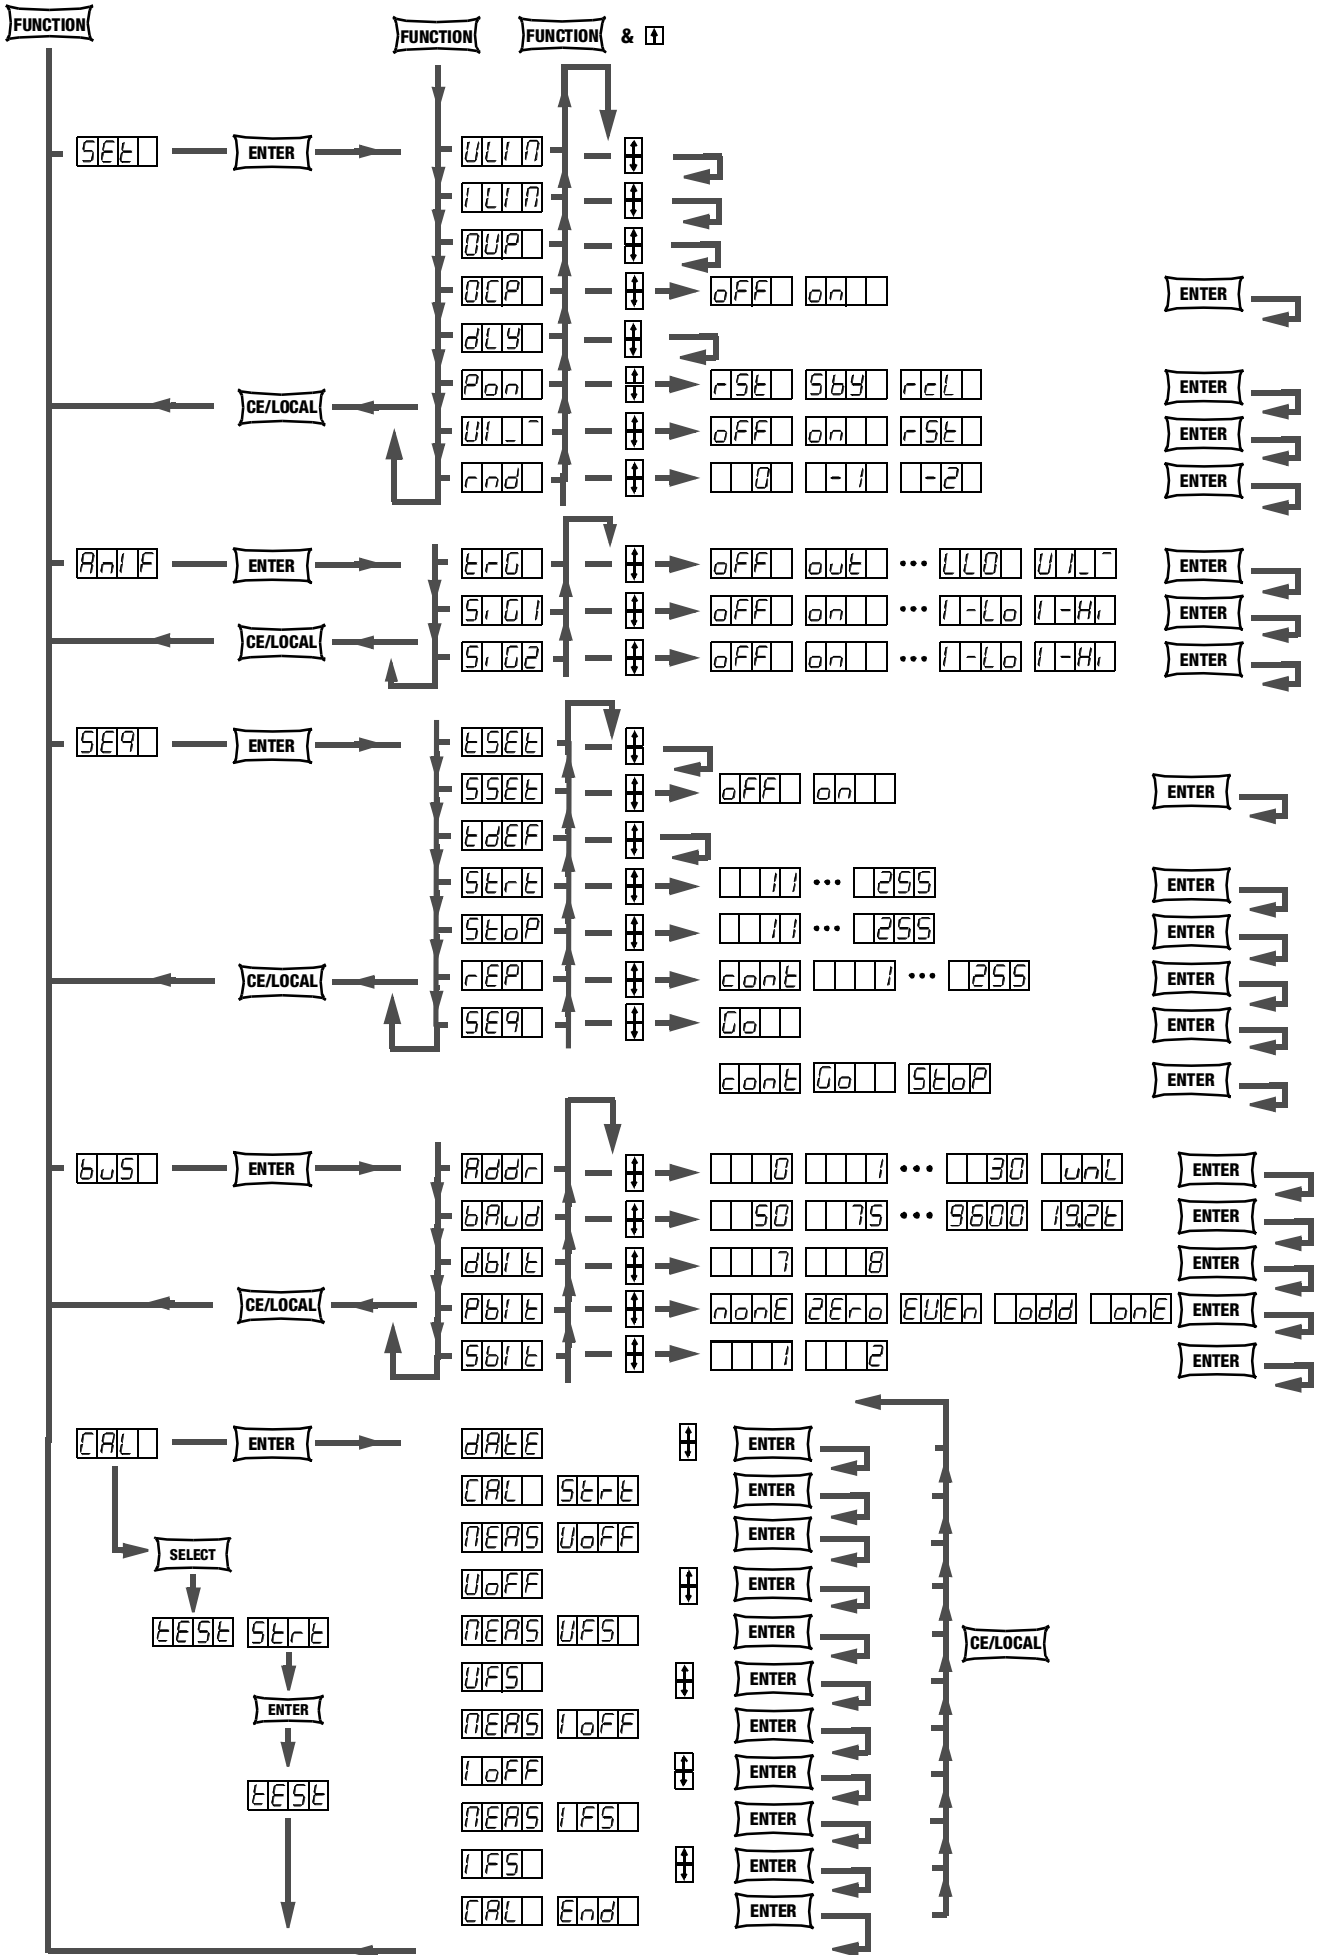 FUNCTION
FUNCTION FUNCTION &
SEt ENTER
ULIM
ILIM
OUP
OCP oFF on ENTER
dLY
CE/LOCAL Pon rSt SbY rcL ENTER
UI_¯ oFF on rSt ENTER
rnd 0 -1 -2 ENTER
AnIF ENTER trG oFF out ••• LLO UI_¯ ENTER
CE/LOCAL SiG1 oFF on ••• I-Lo I-Hi ENTER
SiG2 oFF on ••• I-Lo I-Hi ENTER
SEq ENTER tSEt
SSEt oFF on ENTER
tdEF
Strt 11 ••• 255 ENTER
StoP 11 ••• 255 ENTER
CE/LOCAL rEP cont 1 ••• 255 ENTER
SEq Go ENTER
cont Go StoP ENTER
buS ENTER Addr 0 1 ••• 30 unL ENTER
bAud 50 75 ••• 9600 19.2t ENTER
dbIt 7 8 ENTER
CE/LOCAL PbIt nonE 2Ero EUEn odd onE ENTER
SbIt 1 2 ENTER
CAL ENTER dAtE ENTER
CAL Strt ENTER
SELECT MEAS UoFF ENTER
UoFF ENTER
tESt Strt MEAS UFS ENTER CE/LOCAL
UFS ENTER
ENTER MEAS IoFF ENTER
IoFF ENTER
tESt MEAS IFS ENTER
IFS ENTER
CAL End ENTER